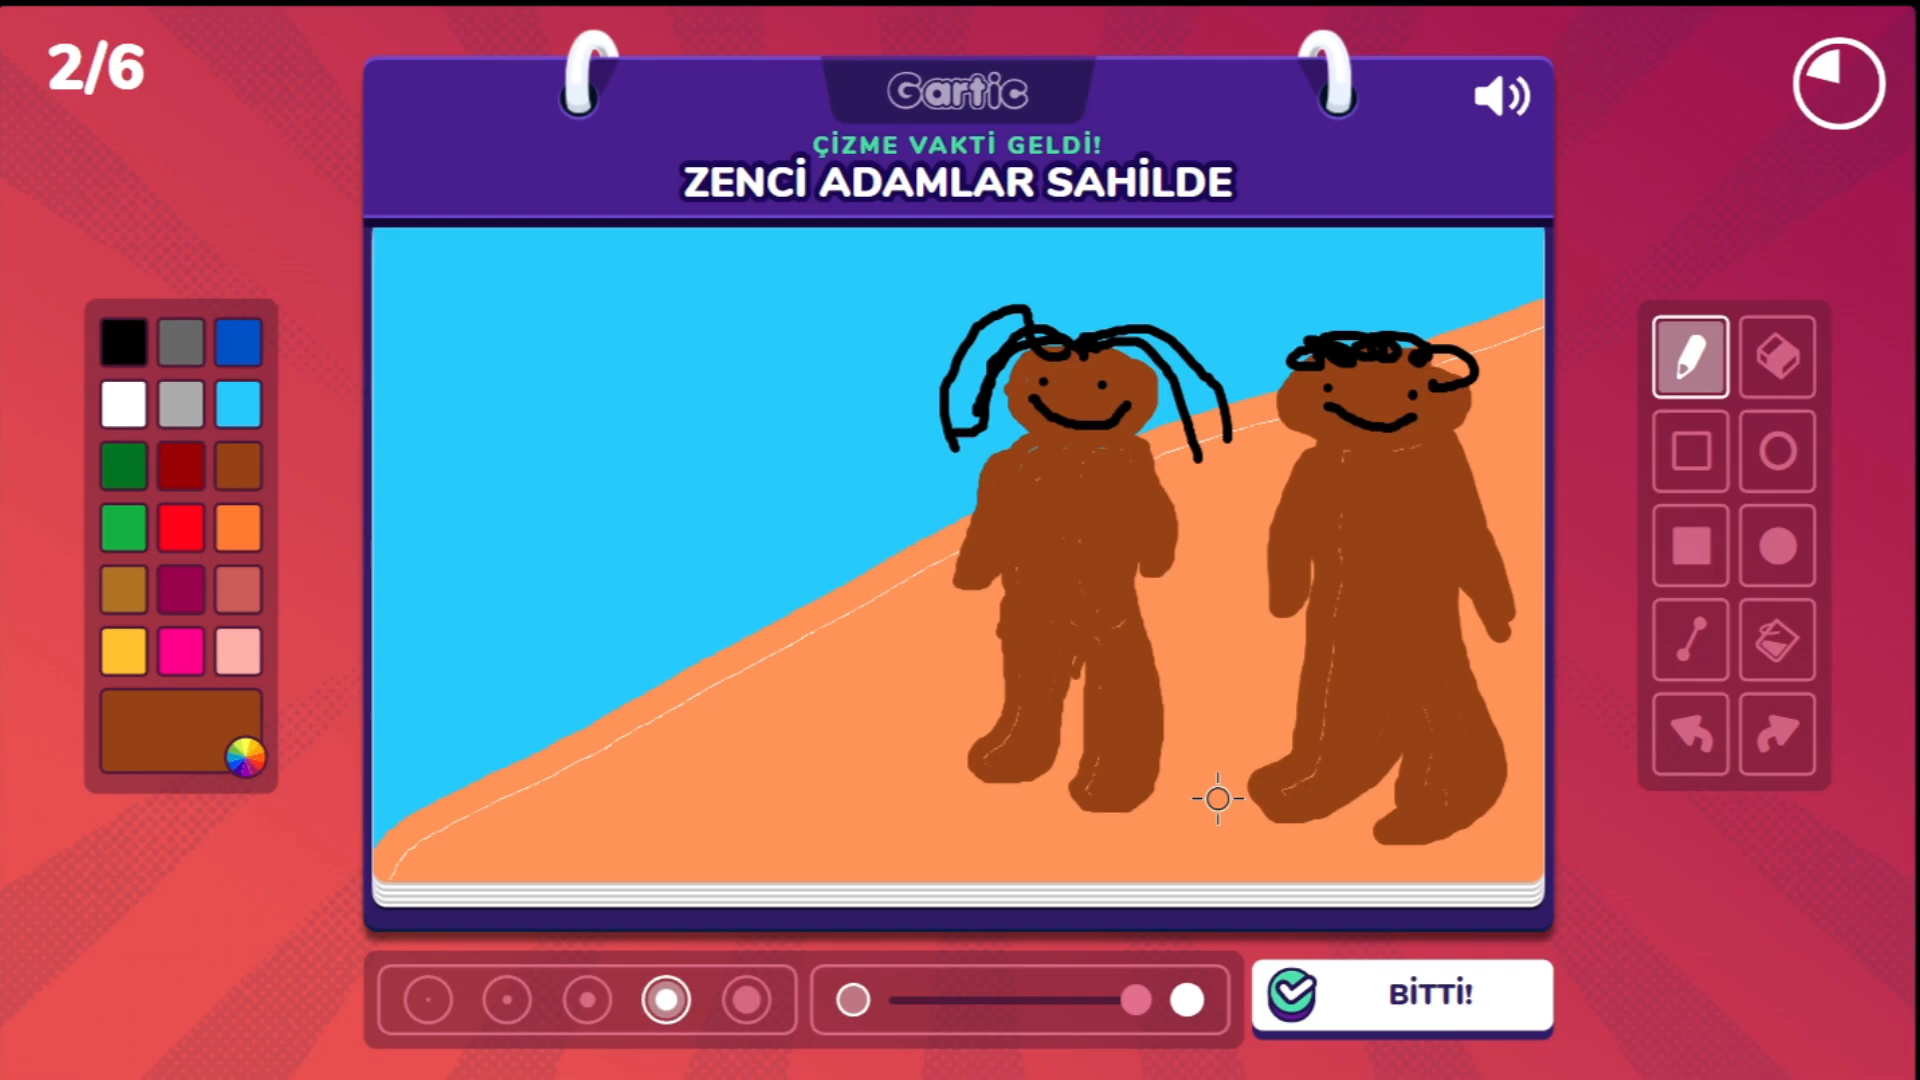 2/6
Gartic
ÇİZME VAKTİ GELDİ!
ZENCİ ADAMLAR SAHİLDE
BİTTİ!